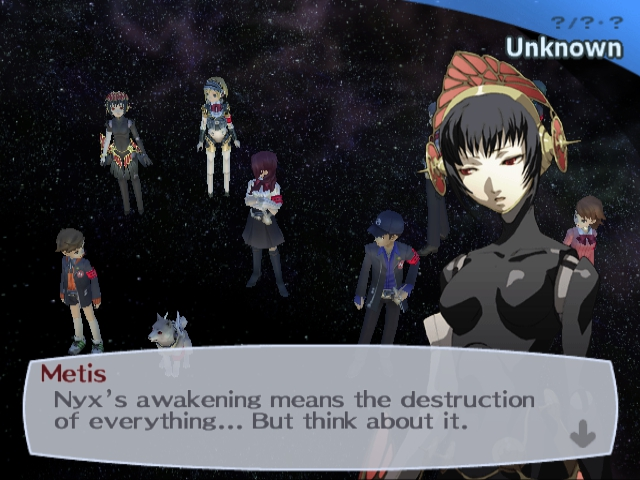 ?/?・?
Unknown
Metis
Nyx's awakening means the destruction
of everything... But think about it.